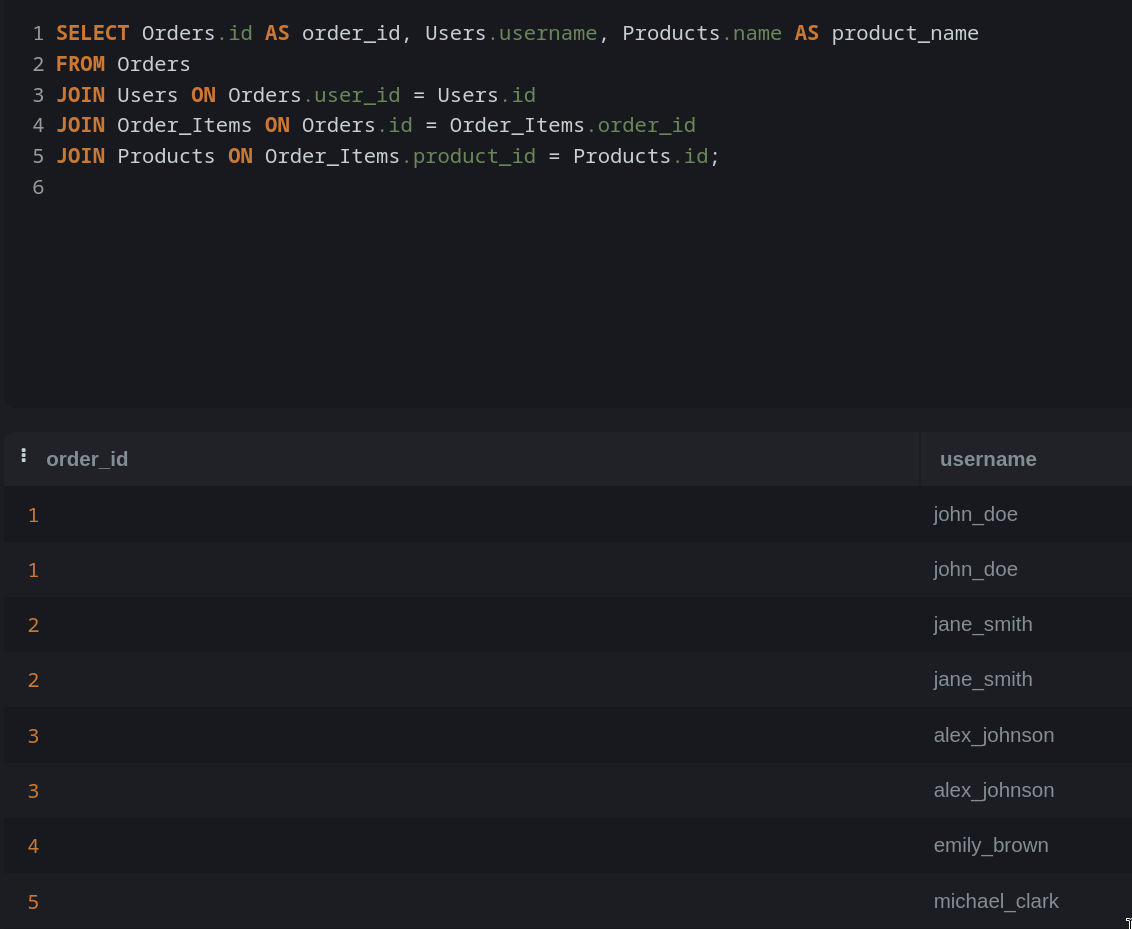 1 SELECT Orders.id AS order_id, Users.username, Products.name AS product_name
2 FROM Orders
3 JOIN Users ON Orders.user_id = Users.id
4 JOIN Order_Items ON Orders.id = Order_Items.order_id
5 JOIN Products ON Order_Items.product_id = Products.id;
6
order_id username
1 john_doe
1 john_doe
2 jane_smith
2 jane_smith
3 alex_johnson
3 alex_johnson
4 emily_brown
5 michael_clark